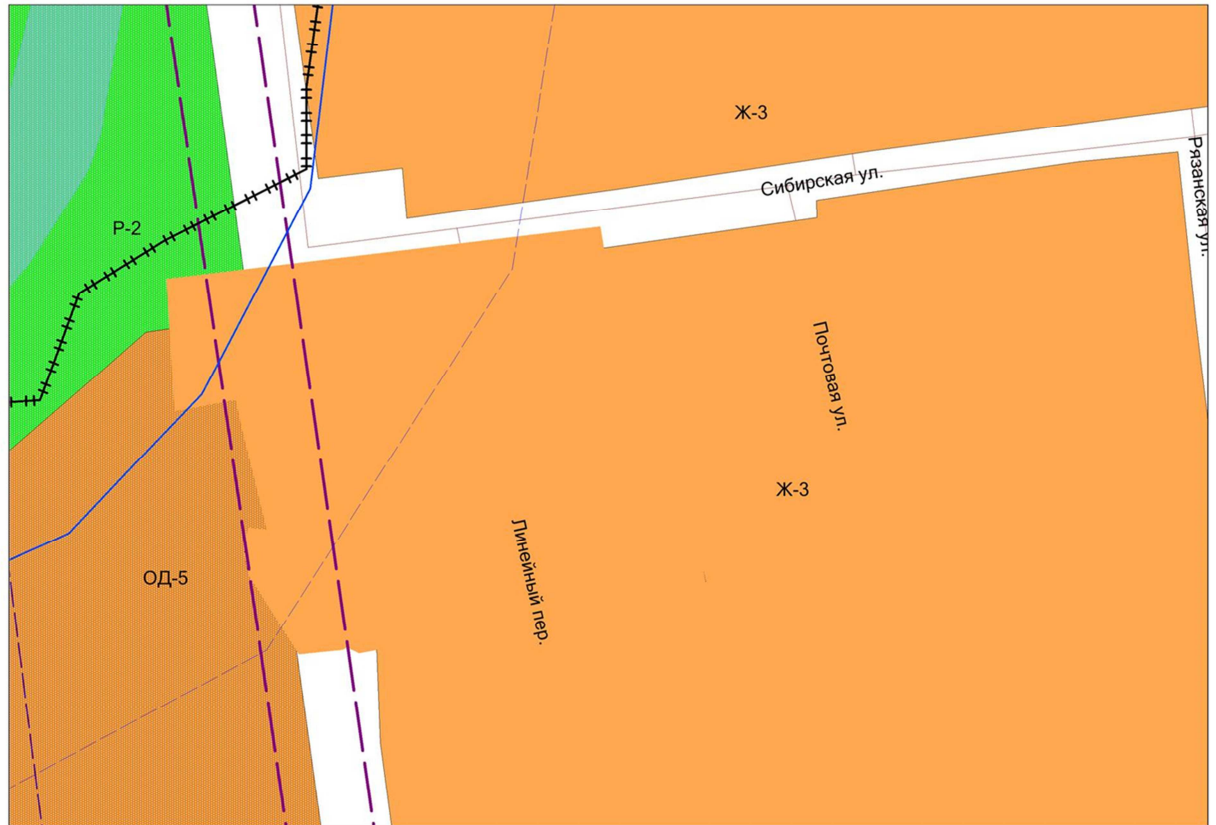 Ж-3
Сибирская ул.
Рязанская ул.
Р-2
Почтовая ул.
Ж-3
Линейный пер.
ОД-5